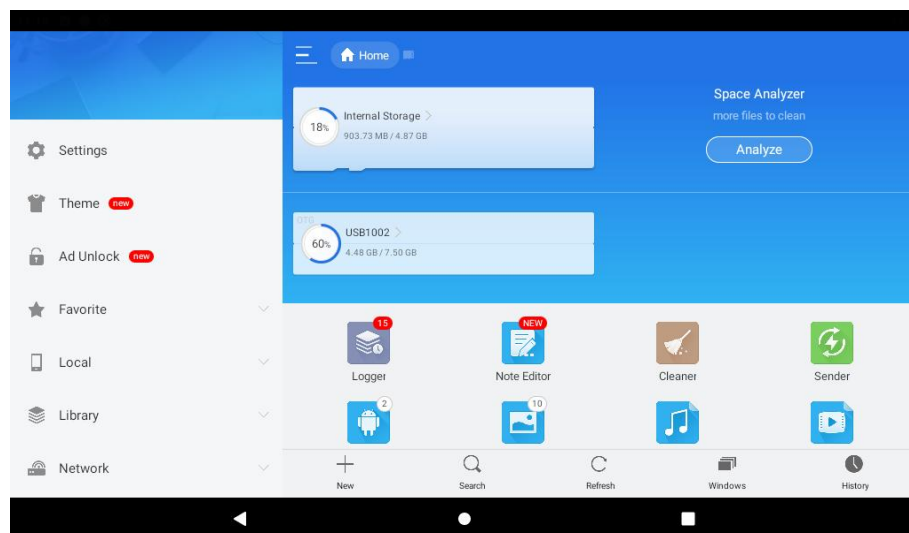 Home
Internal Storage
18%
903.73 MB / 4.87 GB
Space Analyzer
more files to clean
Analyze
OTG
USB1002
60%
4.48 GB / 7.50 GB
Settings
Theme new
Ad Unlock new
Favorite
Local
Library
Network
15
NEW
Logger
Note Editor
Cleaner
Sender
2
10
New
Search
Refresh
Windows
History